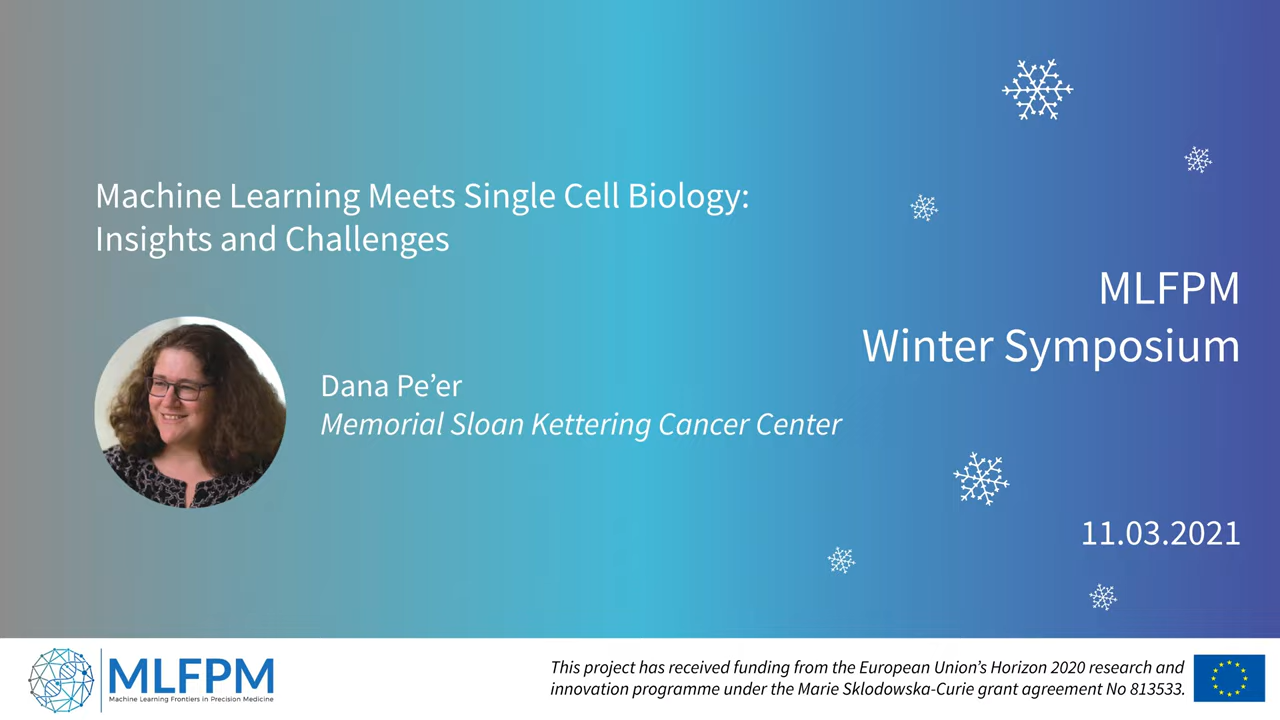 Machine Learning Meets Single Cell Biology:
Insights and Challenges
Dana Pe’er
Memorial Sloan Kettering Cancer Center
MLFPM
Winter Symposium
11.03.2021
MLFPM
Machine Learning Frontiers in Precision Medicine
This project has received funding from the European Union’s Horizon 2020 research and
innovation programme under the Marie Sklodowska-Curie grant agreement No 813533.